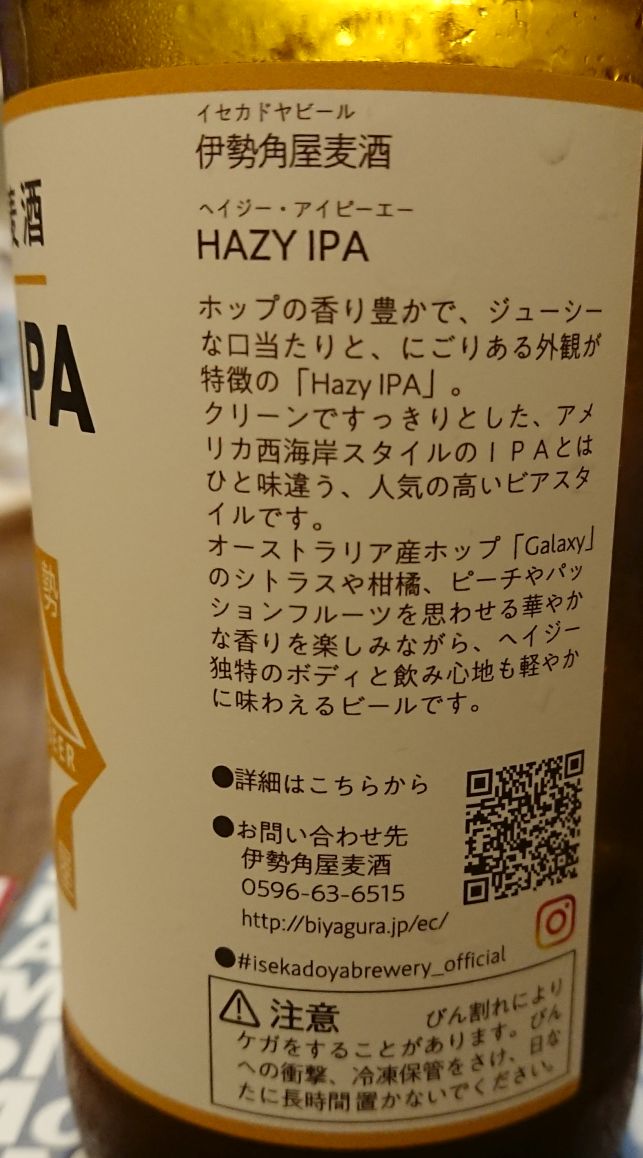 イセカドヤビール
伊勢角屋麦酒
ヘイジー・アイピーエー
HAZY IPA
ホップの香り豊かで、ジューシー
な口当たりと、にごりある外観が
特徴の「Hazy IPA」。
クリーンですっきりとした、アメ
リカ西海岸スタイルのIPAとは
ひと味違う、人気の高いビアスタ
イルです。
オーストラリア産ホップ「Galaxy」
のシトラスや柑橘、ピーチやパッ
ションフルーツを思わせる華やか
な香りを楽しみながら、ヘイジー
独特のボディと飲み心地も軽やか
に味わえるビールです。
●詳細はこちらから
●お問い合わせ先
伊勢角屋麦酒
0596-63-6515
http://biyagura.jp/ec/
●#isekadoyabrewery_official
注意 びん割れにより
ケガをすることがあります。びん
への衝撃、冷凍保管をさけ、日な
たに長時間置かないでください。
麦酒
IPA
勢
BEER